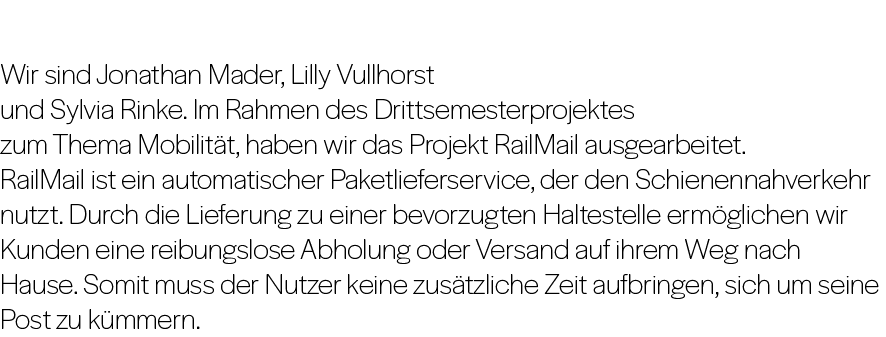 Wir sind Jonathan Mader, Lilly Vullhorst
und Sylvia Rinke. Im Rahmen des Drittsemesterprojektes
zum Thema Mobilität, haben wir das Projekt RailMail ausgearbeitet.
RailMail ist ein automatischer Paketlieferservice, der den Schienennahverkehr
nutzt. Durch die Lieferung zu einer bevorzugten Haltestelle ermöglichen wir
Kunden eine reibungslose Abholung oder Versand auf ihrem Weg nach
Hause. Somit muss der Nutzer keine zusätzliche Zeit aufbringen, sich um seine
Post zu kümmern.